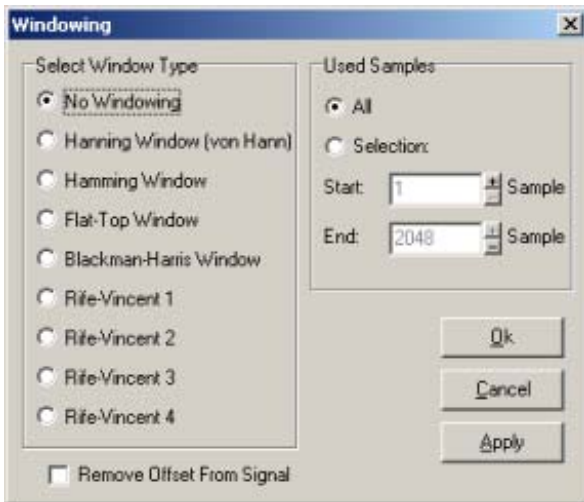 Windowing
Select Window Type
No Windowing
Hanning Window (von Hann)
Hamming Window
Flat-Top Window
Blackman-Harris Window
Rife-Vincent 1
Rife-Vincent 2
Rife-Vincent 3
Rife-Vincent 4
Remove Offset From Signal
Used Samples
All
Selection:
Start: 1 Sample
End: 2048 Sample
Ok
Cancel
Apply